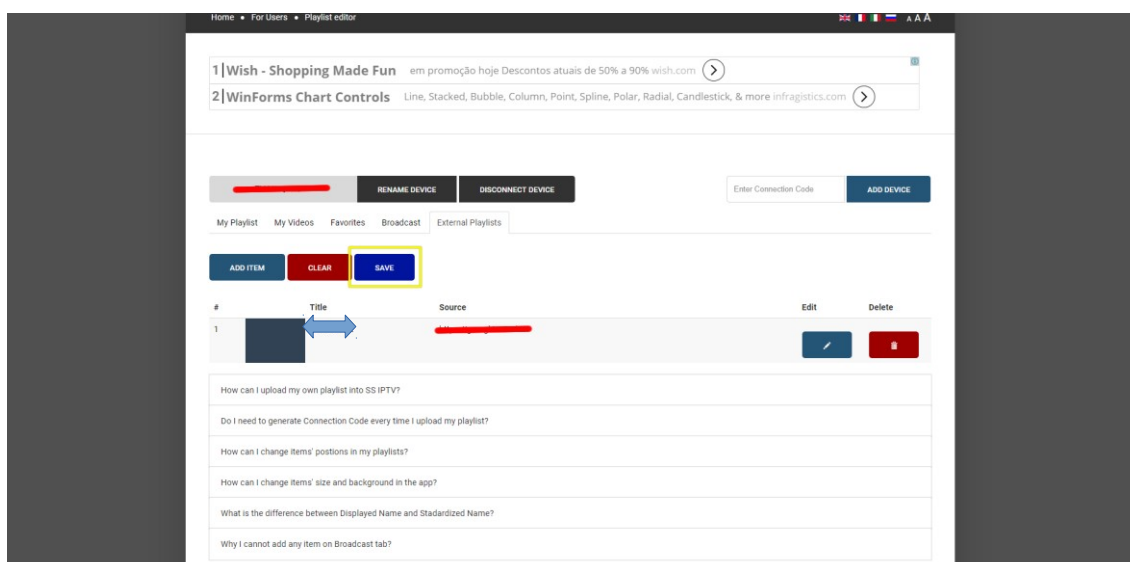 Home • For Users • Playlist editor A A A
1 Wish - Shopping Made Fun em promoção hoje Descontos atuais de 50% a 90% wish.com
2 WinForms Chart Controls Line, Stacked, Bubble, Column, Point, Spline, Polar, Radial, Candlestick, & more infragistics.com
RENAME DEVICE DISCONNECT DEVICE Enter Connection Code ADD DEVICE
My Playlist My Videos Favorites Broadcast External Playlists
ADD ITEM CLEAR SAVE
# Title Source Edit Delete
1
How can I upload my own playlist into SS IPTV?
Do I need to generate Connection Code every time I upload my playlist?
How can I change items' postions in my playlists?
How can I change items' size and background in the app?
What is the difference between Displayed Name and Stadardized Name?
Why I cannot add any item on Broadcast tab?